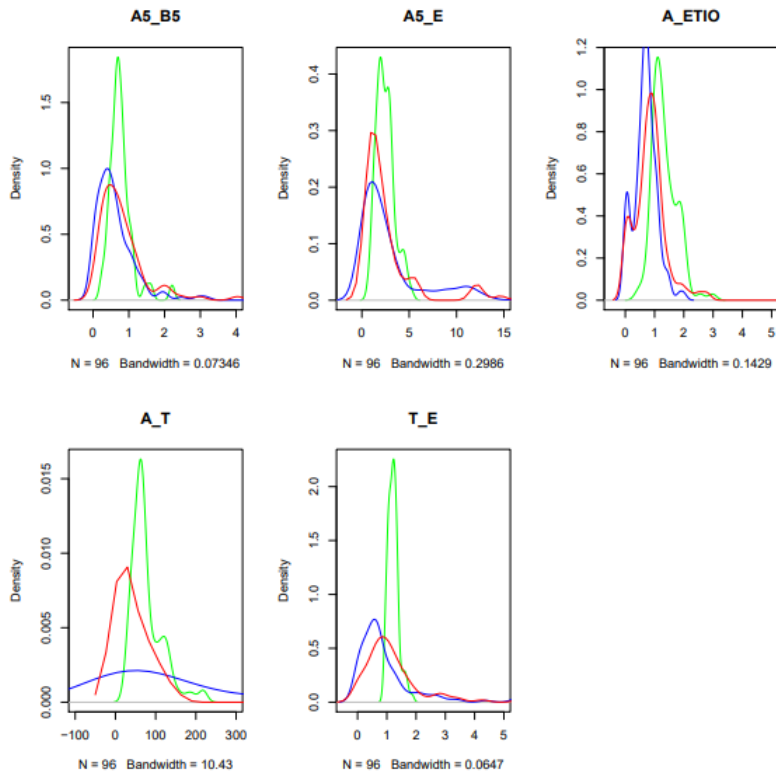 A5_B5
A5_E
A_ETIO
Density
0.0 0.5 1.0 1.5
0 1 2 3 4
N = 96 Bandwidth = 0.07346
Density
0.0 0.1 0.2 0.3 0.4
0 5 10 15
N = 96 Bandwidth = 0.2986
Density
0.0 0.2 0.4 0.6 0.8 1.0 1.2
0 1 2 3 4 5
N = 96 Bandwidth = 0.1429
A_T
T_E
Density
0.000 0.005 0.010 0.015
−100 0 100 200 300
N = 96 Bandwidth = 10.43
Density
0.0 0.5 1.0 1.5 2.0
0 1 2 3 4 5
N = 96 Bandwidth = 0.0647